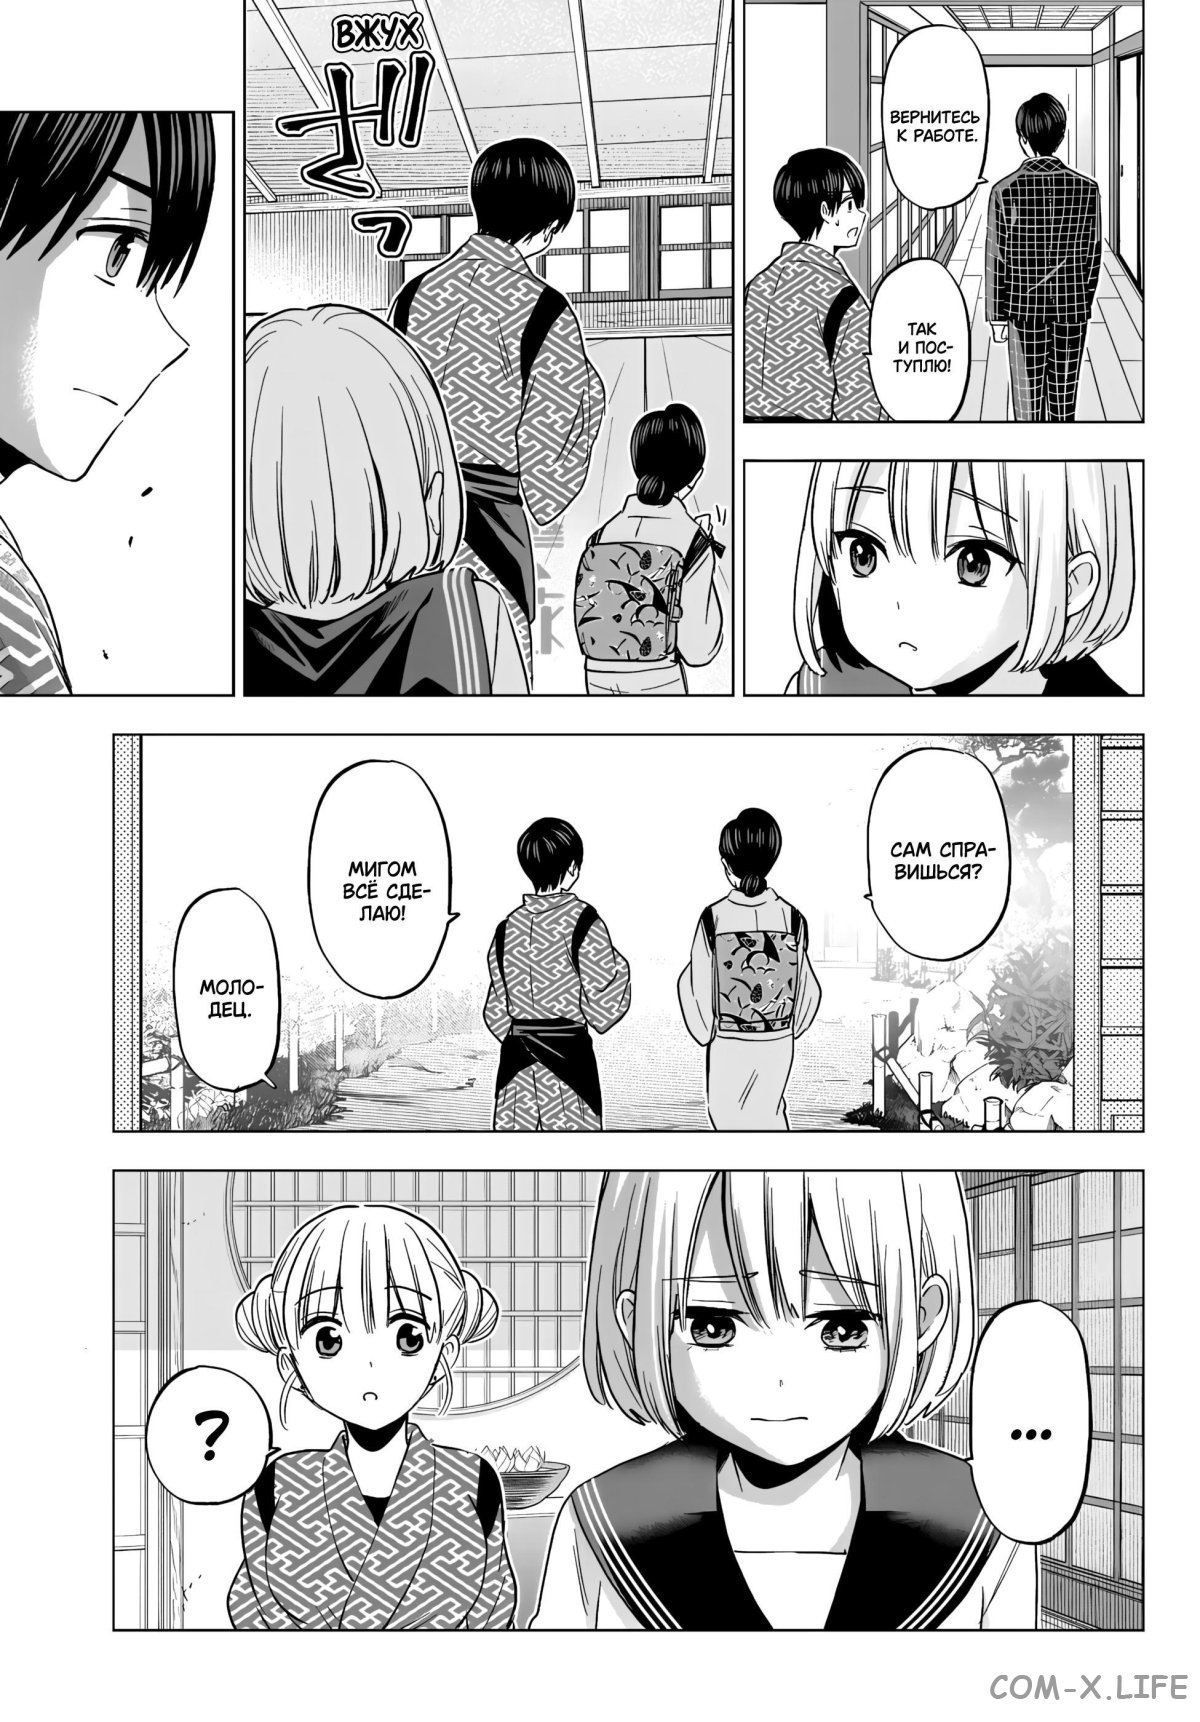 ВЕРНИТЕСЬ
К РАБОТЕ.
ТАК
И ПОС-
ТУПЛЮ!
ВЖУХ
САМ СПРА-
ВИШЬСЯ?
МИГОМ
ВСЁ СДЕ-
ЛАЮ!
МОЛО-
ДЕЦ.
...
?
COM-X.LIFE